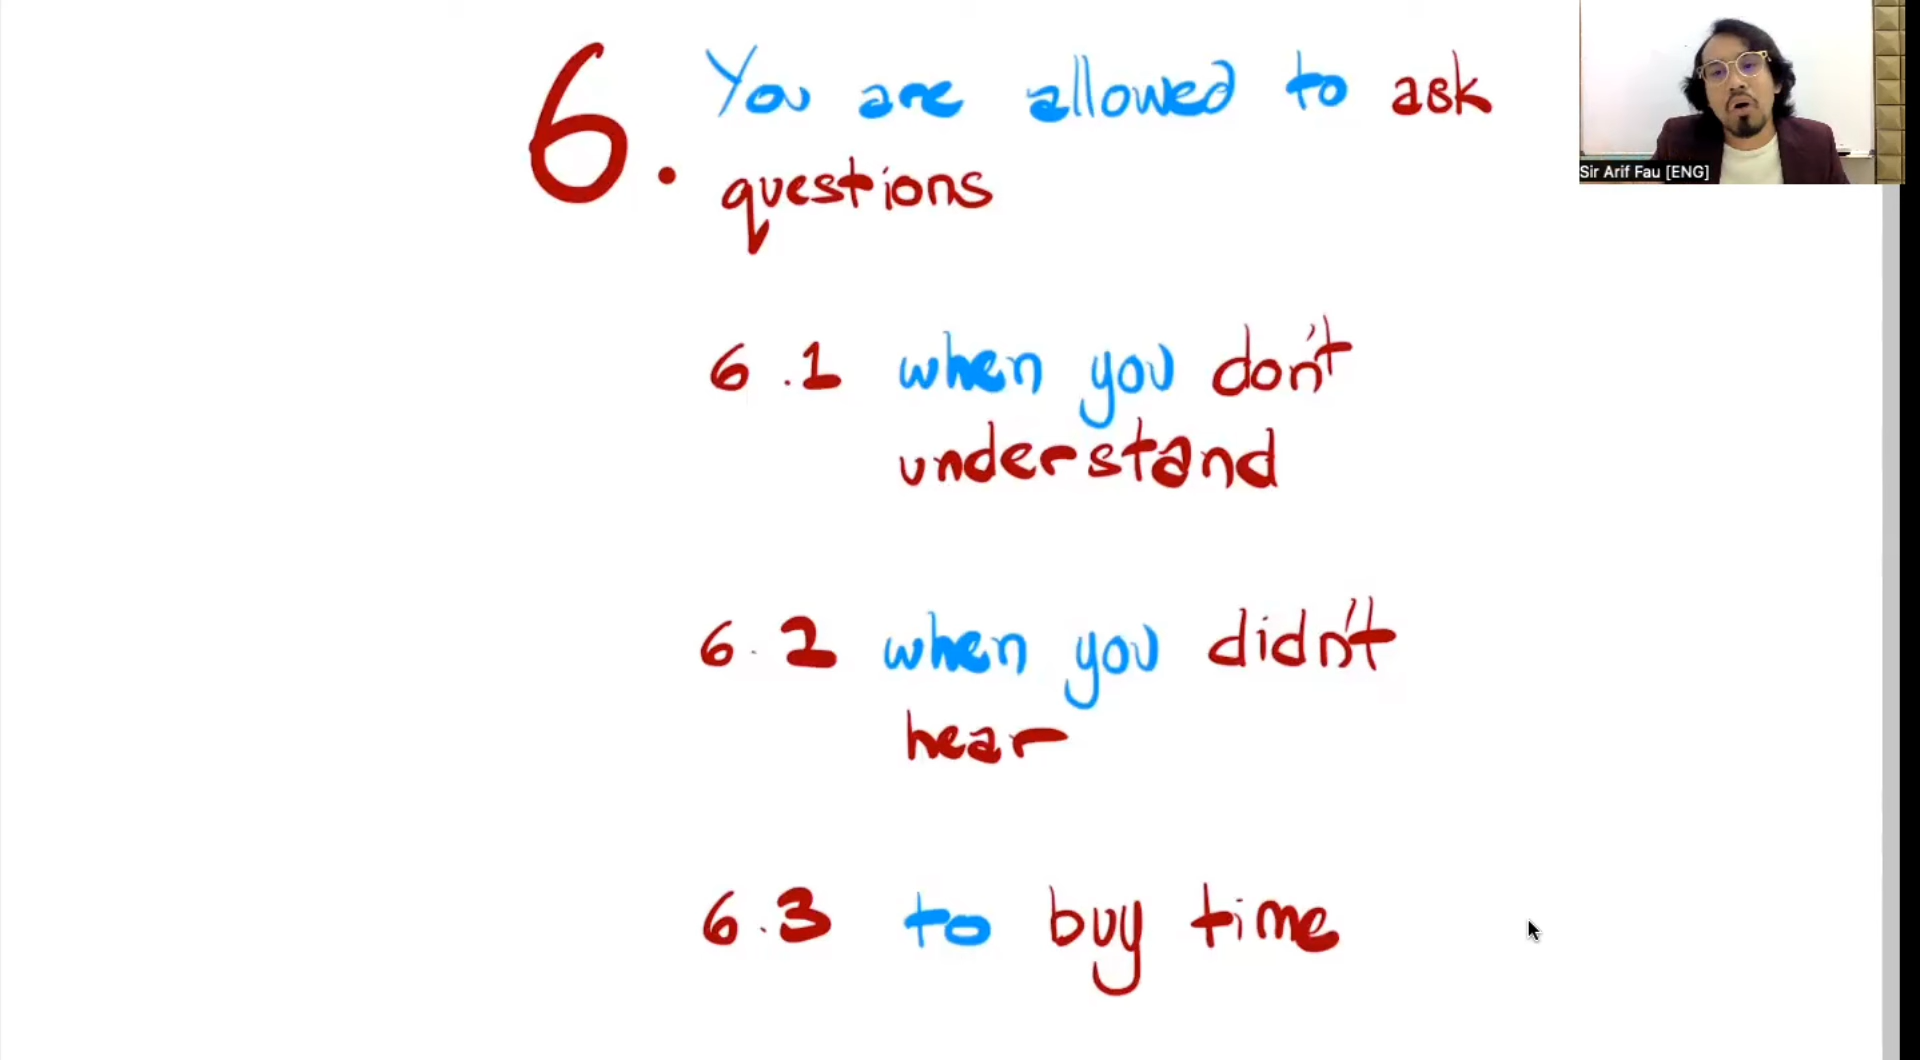 6. You are allowed to ask
questions
Sir Arif Fau [ENG]
6.1 when you don't
understand
6.2 when you didn't
hear
6.3 to buy time